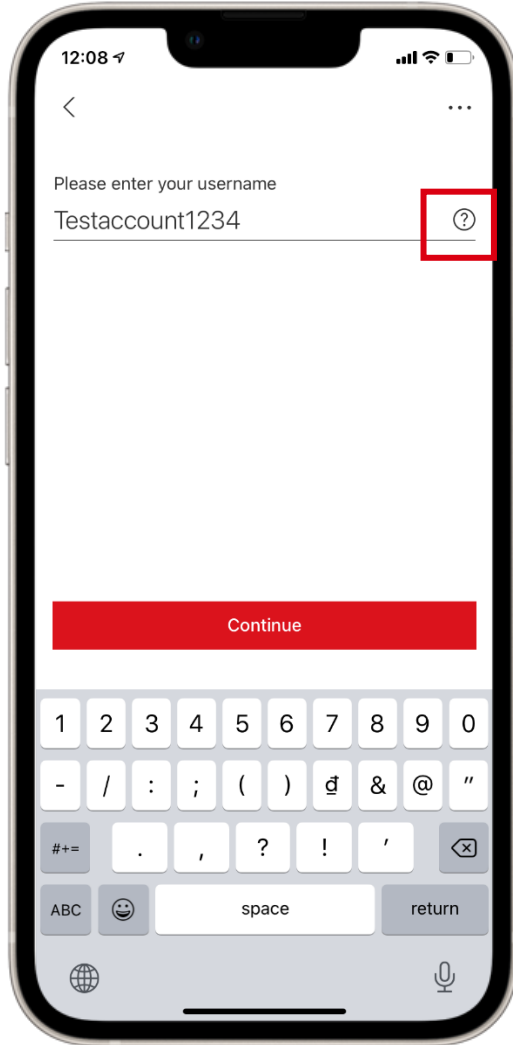 12:08
Please enter your username
Testaccount1234
?
Continue
1 2 3 4 5 6 7 8 9 0
- / : ; ( ) ₫ & @ "
#+= . , ? ! '
ABC space return